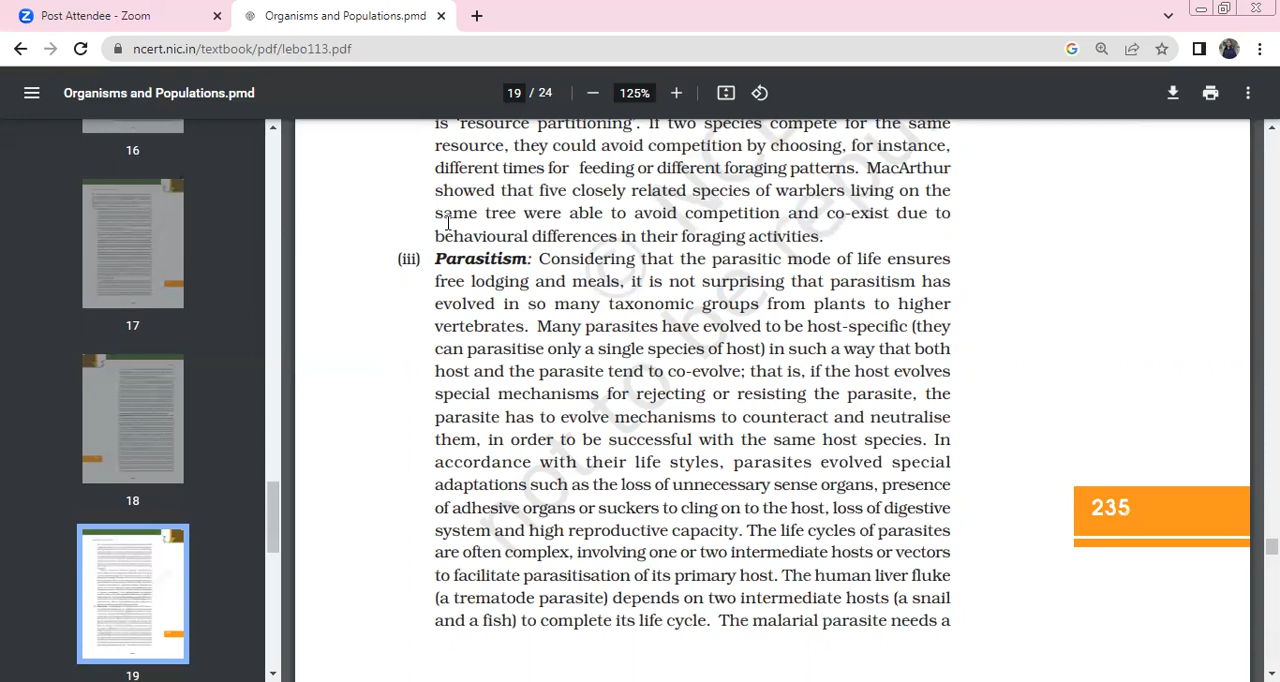 Post Attendee - Zoom
Organisms and Populations.pmd
ncert.nic.in/textbook/pdf/lebo113.pdf
Organisms and Populations.pmd
19 / 24
125%
16
17
18
19
is 'resource partitioning'. If two species compete for the same
resource, they could avoid competition by choosing, for instance,
different times for feeding or different foraging patterns. MacArthur
showed that five closely related species of warblers living on the
same tree were able to avoid competition and co-exist due to
behavioural differences in their foraging activities.
(iii) Parasitism: Considering that the parasitic mode of life ensures
free lodging and meals, it is not surprising that parasitism has
evolved in so many taxonomic groups from plants to higher
vertebrates. Many parasites have evolved to be host-specific (they
can parasitise only a single species of host) in such a way that both
host and the parasite tend to co-evolve; that is, if the host evolves
special mechanisms for rejecting or resisting the parasite, the
parasite has to evolve mechanisms to counteract and neutralise
them, in order to be successful with the same host species. In
accordance with their life styles, parasites evolved special
adaptations such as the loss of unnecessary sense organs, presence
of adhesive organs or suckers to cling on to the host, loss of digestive
system and high reproductive capacity. The life cycles of parasites
are often complex, involving one or two intermediate hosts or vectors
to facilitate parasitisation of its primary host. The human liver fluke
(a trematode parasite) depends on two intermediate hosts (a snail
and a fish) to complete its life cycle. The malarial parasite needs a
235
© NC
not to be repu